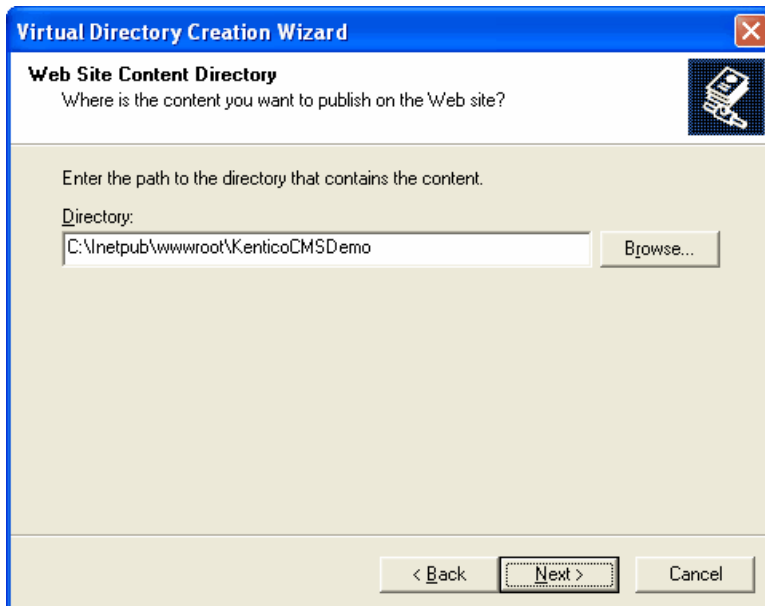 Virtual Directory Creation Wizard
Web Site Content Directory
Where is the content you want to publish on the Web site?
Enter the path to the directory that contains the content.
Directory:
C:\Inetpub\wwwroot\KenticoCMSDemo
Browse...
< Back
Next >
Cancel